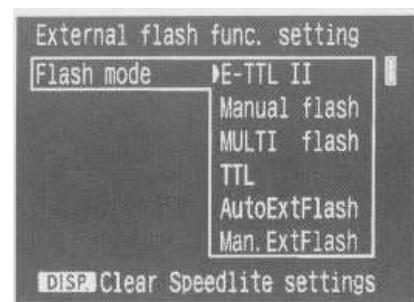 External flash func. setting
Flash mode E-TTL II
Manual flash
MULTI flash
TTL
AutoExtFlash
Man.ExtFlash
DISP. Clear Speedlite settings